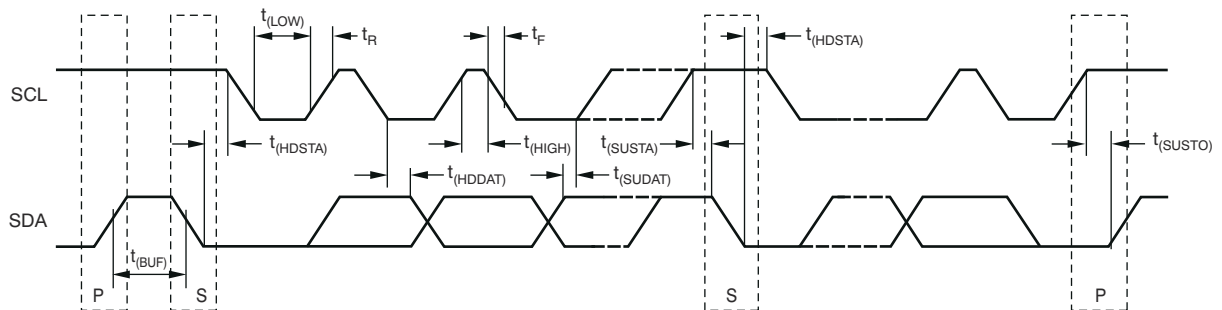 t(LOW)
tR
tF
t(HDSTA)
SCL
t(HDSTA)
t(HIGH)
t(SUSTA)
t(SUSTO)
t(HDDAT)
t(SUDAT)
SDA
t(BUF)
P
S
S
P